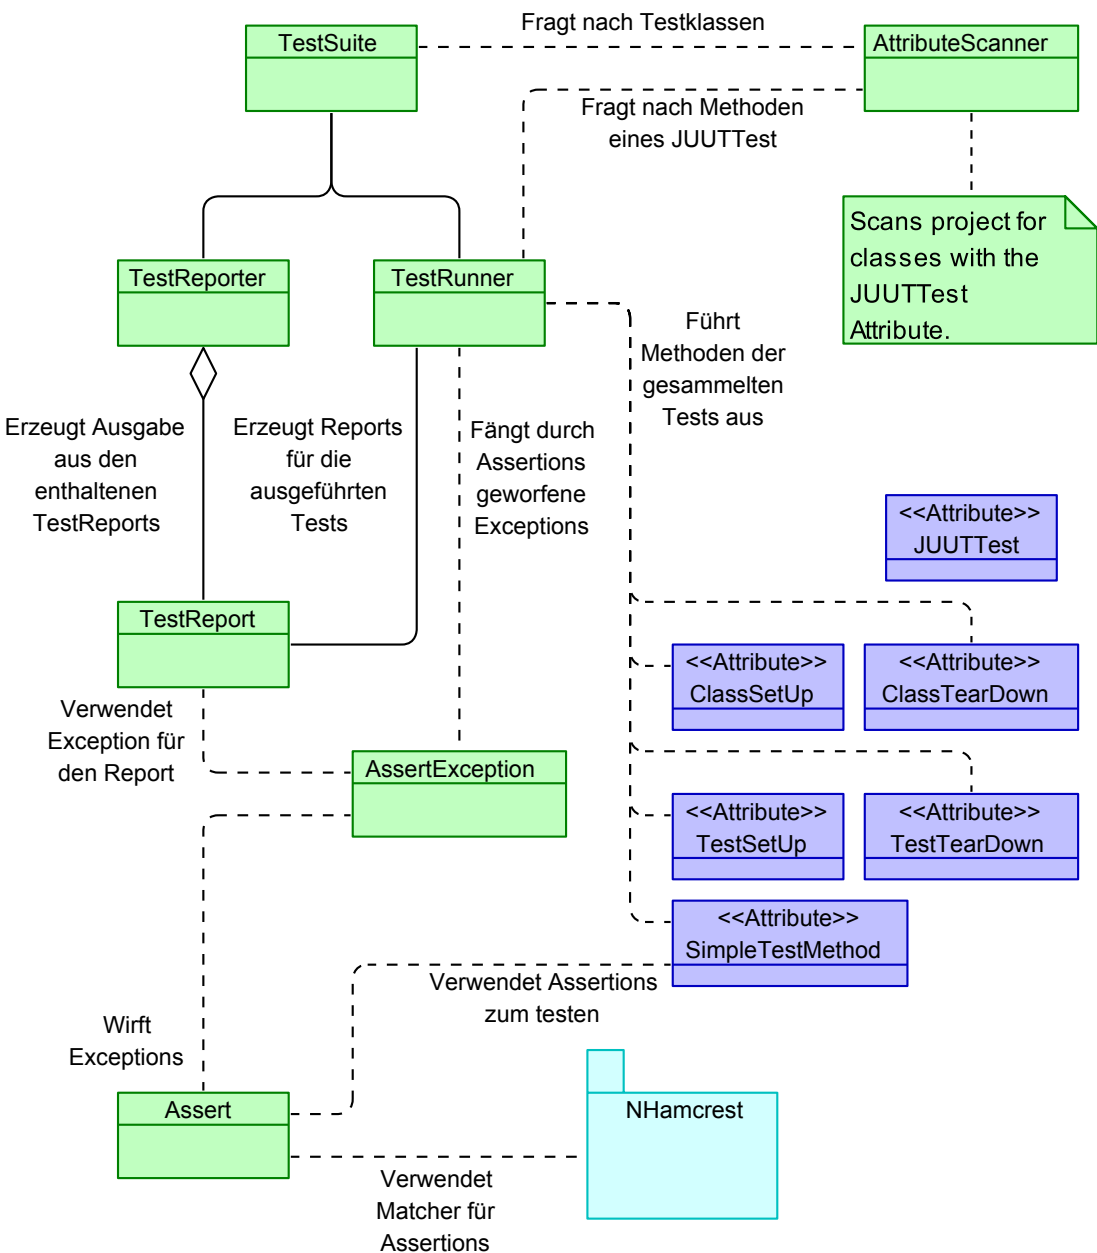 Fragt nach Testklassen
TestSuite
AttributeScanner
Fragt nach Methoden
eines JUUTTest
Scans project for
classes with the
JUUTTest
Attribute.
TestReporter
TestRunner
Führt
Methoden der
gesammelten
Tests aus
Erzeugt Ausgabe
aus den
enthaltenen
TestReports
Erzeugt Reports
für die
ausgeführten
Tests
Fängt durch
Assertions
geworfene
Exceptions
<<Attribute>>
JUUTTest
TestReport
<<Attribute>>
ClassSetUp
<<Attribute>>
ClassTearDown
Verwendet
Exception für
den Report
AssertException
<<Attribute>>
TestSetUp
<<Attribute>>
TestTearDown
<<Attribute>>
SimpleTestMethod
Verwendet Assertions
zum testen
Wirft
Exceptions
Assert
NHamcrest
Verwendet
Matcher für
Assertions